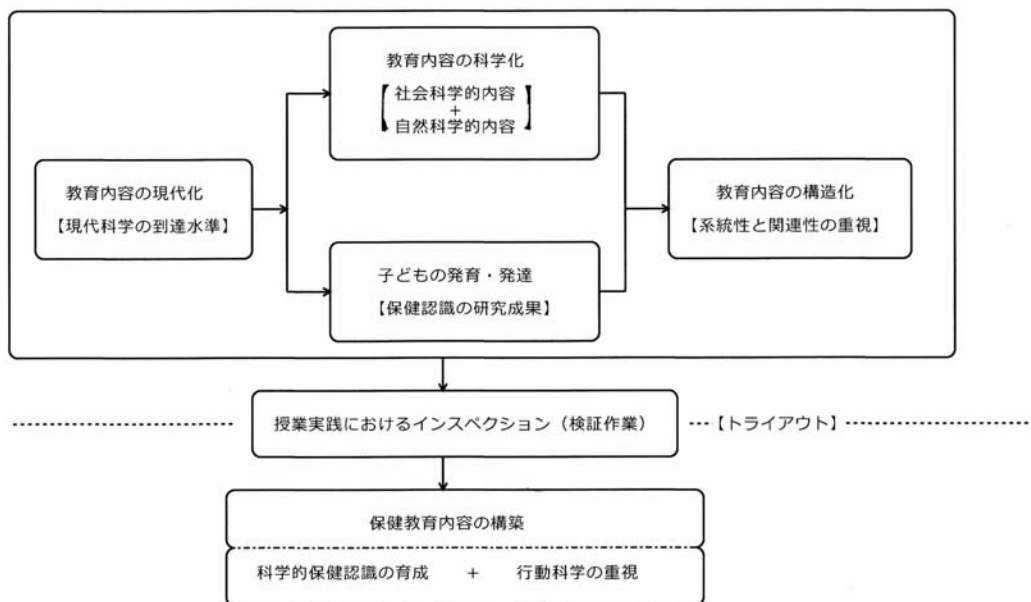 教育内容の科学化
【社会科学的内容
+
自然科学的内容】
教育内容の現代化
【現代科学の到達水準】
子どもの発育・発達
【保健認識の研究成果】
教育内容の構造化
【系統性と関連性の重視】
授業実践におけるインスペクション（検証作業）
【トライアウト】
保健教育内容の構築
科学的保健認識の育成 + 行動科学の重視